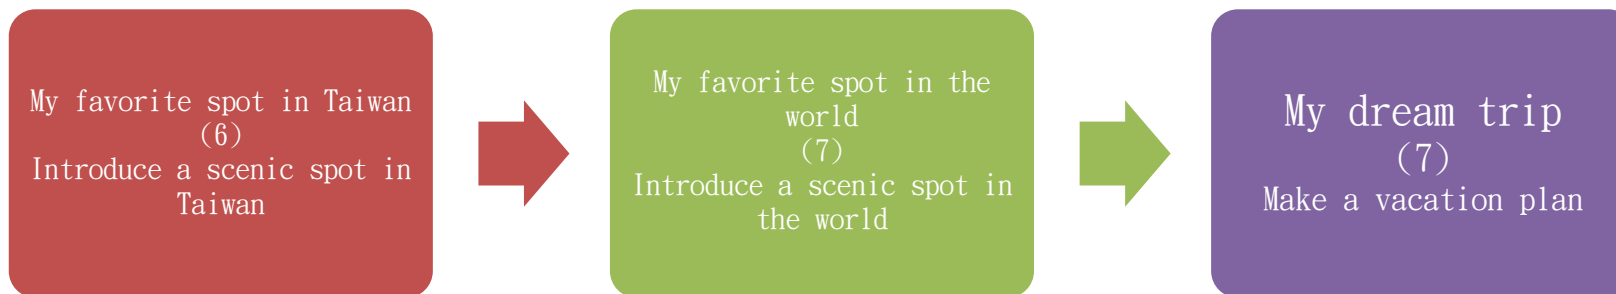 My favorite spot in Taiwan
(6)
Introduce a scenic spot in
Taiwan
My favorite spot in the
world
(7)
Introduce a scenic spot in
the world
My dream trip
(7)
Make a vacation plan